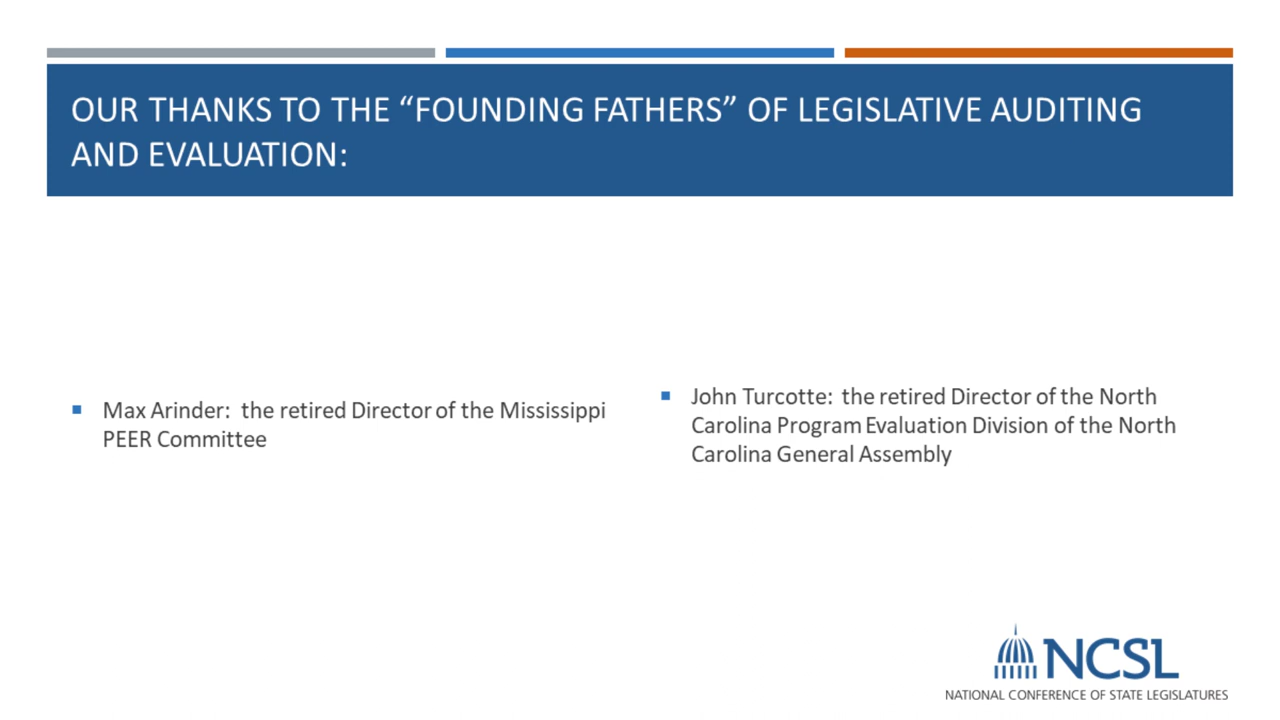 OUR THANKS TO THE “FOUNDING FATHERS” OF LEGISLATIVE AUDITING
AND EVALUATION:
▪ Max Arinder:  the retired Director of the Mississippi
PEER Committee
▪ John Turcotte:  the retired Director of the North
Carolina Program Evaluation Division of the North
Carolina General Assembly
NCSL
NATIONAL CONFERENCE OF STATE LEGISLATURES